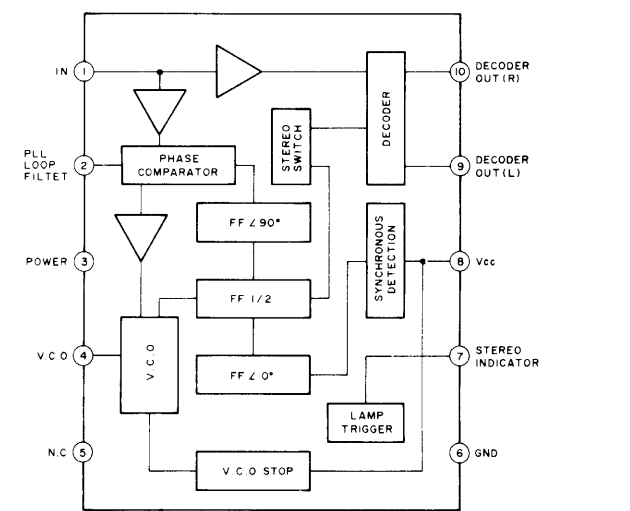 IN
1
10
DECODER
OUT (R)
DECODER
STEREO
SWITCH
PLL
LOOP
FILTET
2
PHASE
COMPARATOR
9
DECODER
OUT (L)
FF ∠ 90°
SYNCHRONOUS
DETECTION
POWER
3
8
Vcc
FF 1/2
V.C.O
4
V.C.O
FF ∠ 0°
7
STEREO
INDICATOR
LAMP
TRIGGER
N.C
5
V.C.O STOP
6
GND